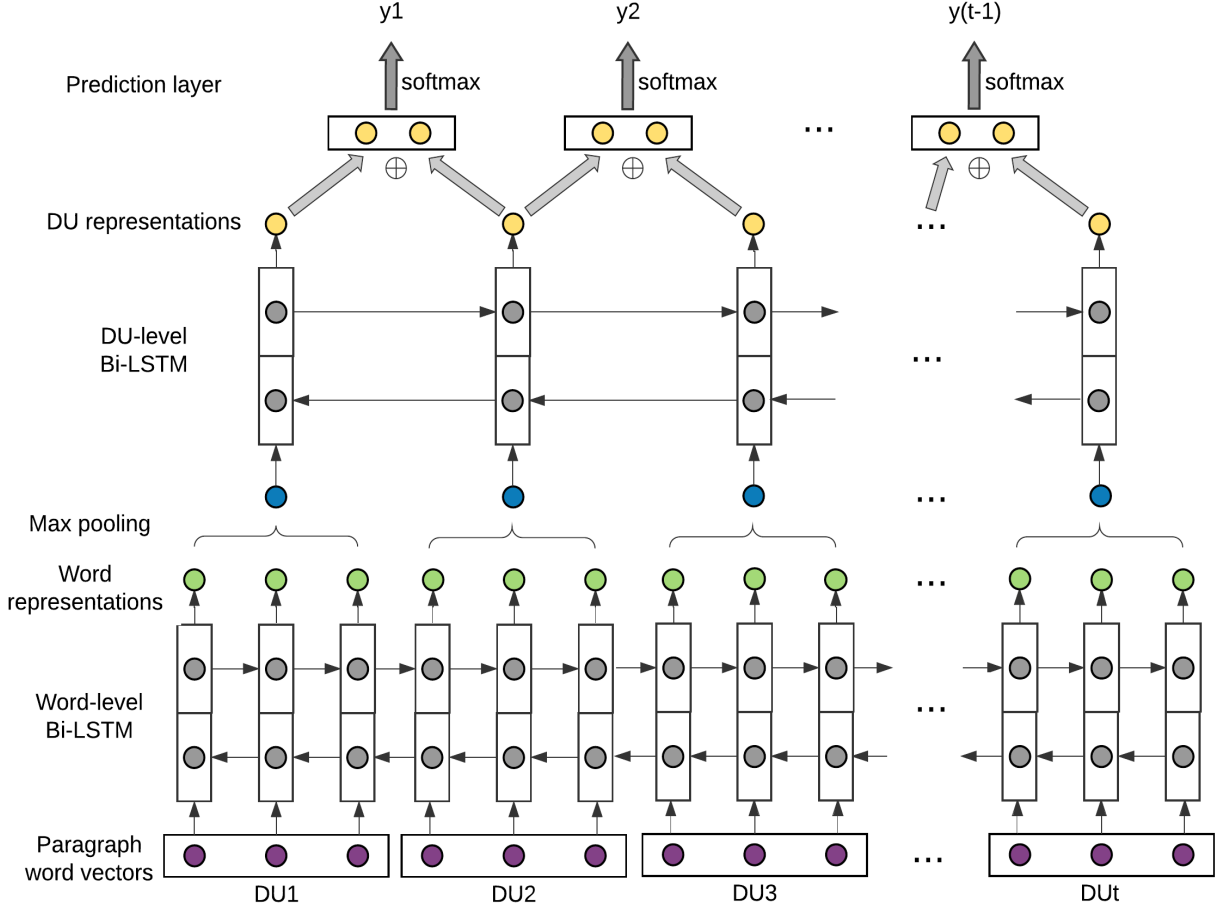 y1 y2 y(t-1)
Prediction layer softmax softmax softmax
...
DU representations ...
DU-level
Bi-LSTM
...
...
Max pooling
Word
representations
...
Word-level
Bi-LSTM
...
Paragraph
word vectors
...
DU1 DU2 DU3 DUt